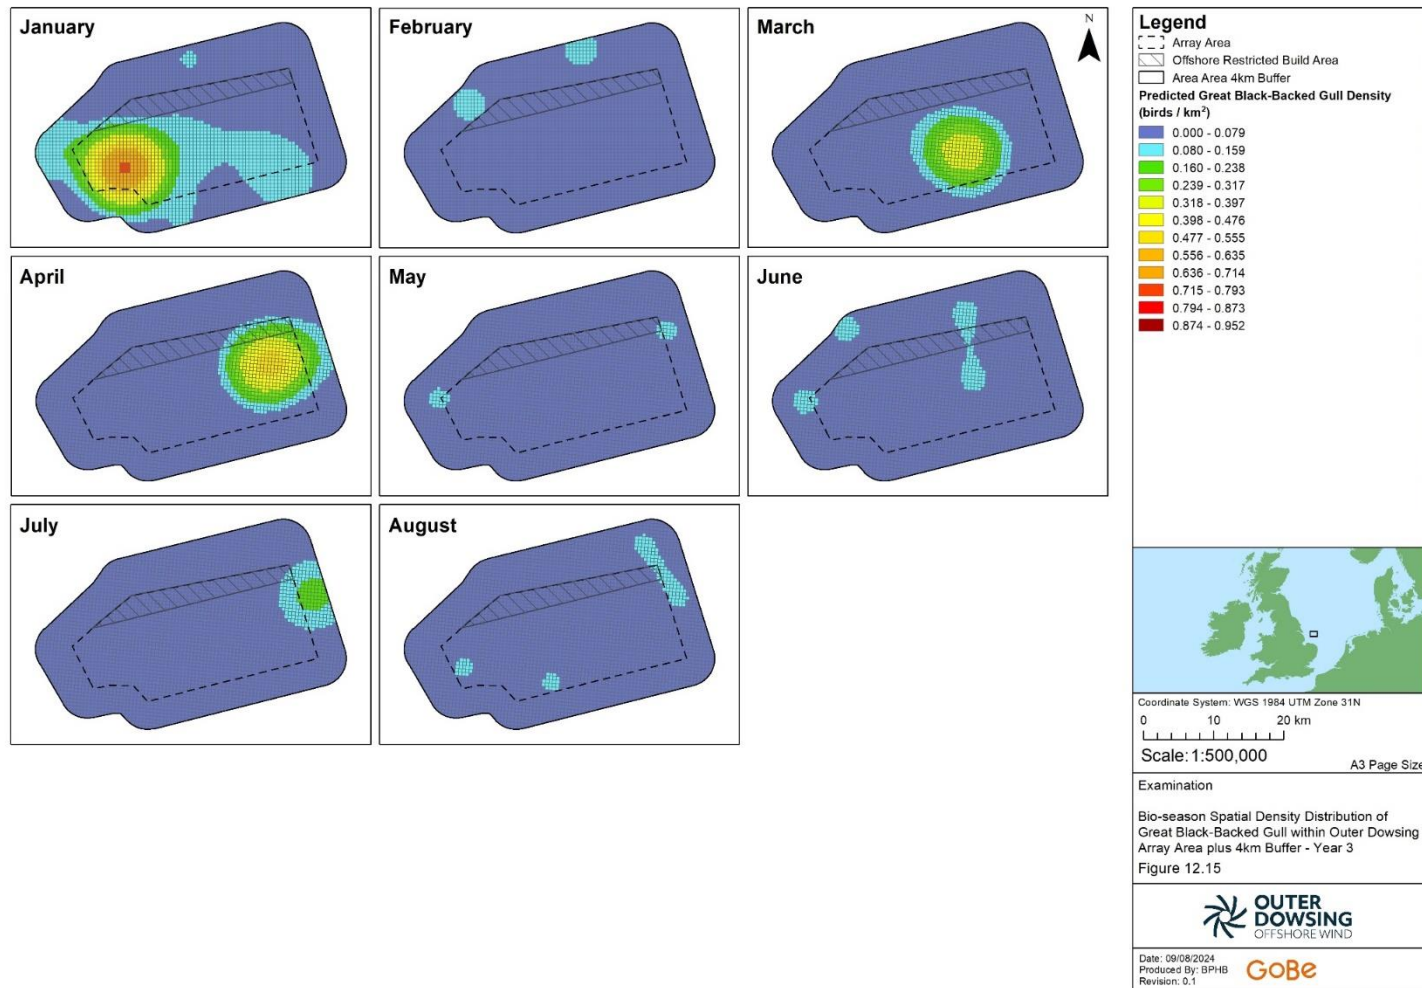 January
February
March
N
April
May
June
July
August
Legend
Array Area
Offshore Restricted Build Area
Area Area 4km Buffer
Predicted Great Black-Backed Gull Density
(birds / km²)
0.000 - 0.079
0.080 - 0.159
0.160 - 0.238
0.239 - 0.317
0.318 - 0.397
0.398 - 0.476
0.477 - 0.555
0.556 - 0.635
0.636 - 0.714
0.715 - 0.793
0.794 - 0.873
0.874 - 0.952
Coordinate System: WGS 1984 UTM Zone 31N
0 10 20 km
Scale: 1:500,000
A3 Page Size
Examination
Bio-season Spatial Density Distribution of
Great Black-Backed Gull within Outer Dowsing
Array Area plus 4km Buffer - Year 3
Figure 12.15
OUTER
DOWSING
OFFSHORE WIND
Date: 09/08/2024
Produced By: BPHB
Revision: 0.1
GoBe